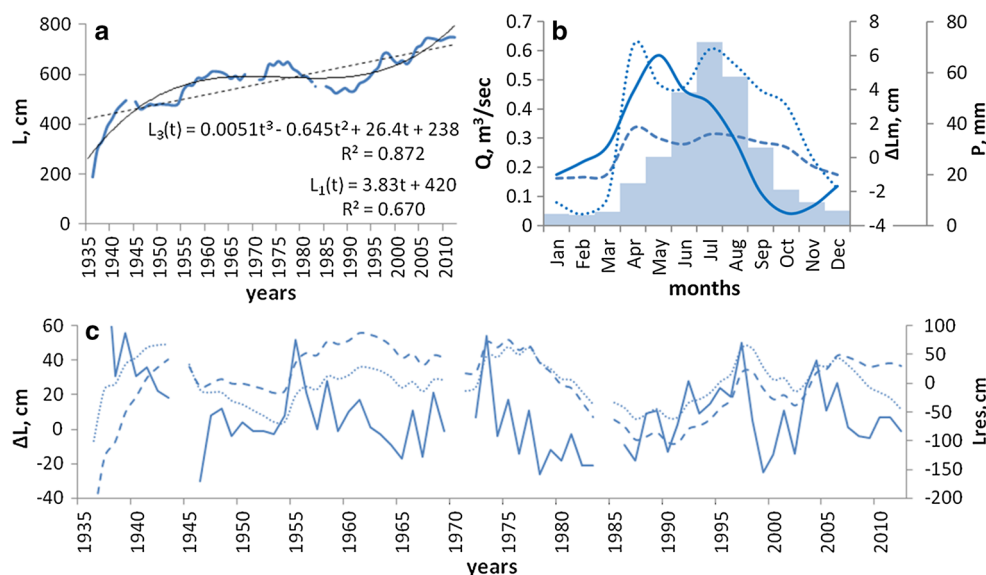 a
L, cm
800
600
400
200
0
L₃(t) = 0.0051t³ - 0.645t² + 26.4t + 238
R² = 0.872
L₁(t) = 3.83t + 420
R² = 0.670
1935 1940 1945 1950 1955 1960 1965 1970 1975 1980 1985 1990 1995 2000 2005 2010
years
b
Q, m³/sec
0.7
0.6
0.5
0.4
0.3
0.2
0.1
0
8
6
4
2
0
-2
-4
ΔLm, cm
80
60
40
20
0
P, mm
Jan Feb Mar Apr May Jun Jul Aug Sep Oct Nov Dec
months
c
ΔL, cm
60
40
20
0
-20
-40
100
50
0
-50
-100
-150
-200
Lres, cm
1935 1940 1945 1950 1955 1960 1965 1970 1975 1980 1985 1990 1995 2000 2005 2010
years